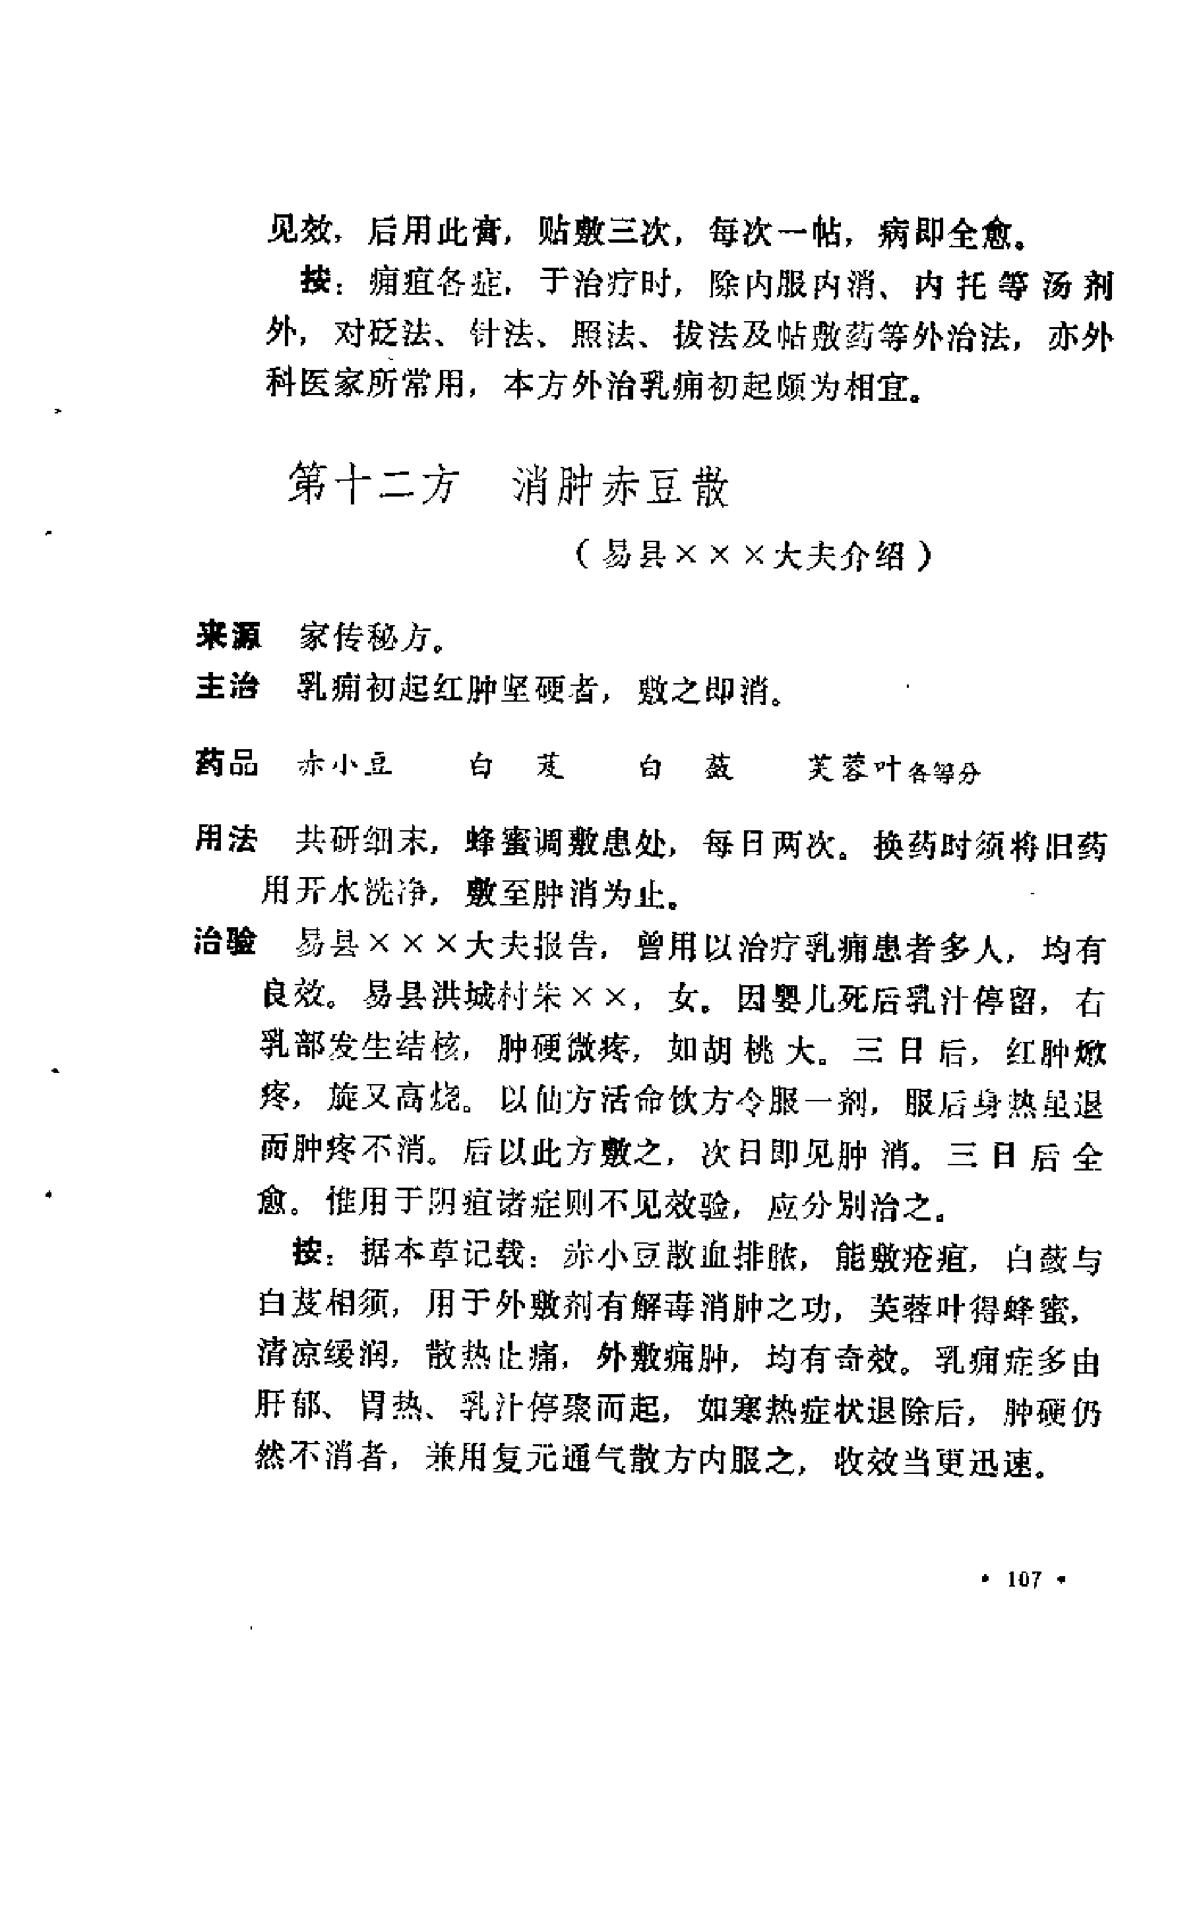 见效，后用此膏，贴敷三次，每次一帖，病即全愈。
按：痈疽各症，于治疗时，除内服内消、内托等汤剂
外，对砭法、针法、照法、拔法及帖敷药等外治法，亦外
科医家所常用，本方外治乳痈初起颇为相宜。
第十二方 消肿赤豆散
（易县×××大夫介绍）
来源 家传秘方。
主治 乳痈初起红肿坚硬者，敷之即消。
药品 赤小豆 白芨 白蔹 芙蓉叶各等分
用法 共研细末，蜂蜜调敷患处，每日两次。换药时须将旧药
用开水洗净，敷至肿消为止。
治验 易县×××大夫报告，曾用以治疗乳痈患者多人，均有
良效。易县洪城村朱××，女。因婴儿死后乳汁停留，右
乳部发生结核，肿硬微疼，如胡桃大。三日后，红肿焮
疼，旋又高烧。以仙方活命饮方令服一剂，服后身热虽退
而肿疼不消。后以此方敷之，次日即见肿消。三日后全
愈。惟用于阴疽诸症则不见效验，应分别治之。
按：据本草记载：赤小豆散血排脓，能敷疮疽，白蔹与
白芨相须，用于外敷剂有解毒消肿之功，芙蓉叶得蜂蜜，
清凉缓润，散热止痛，外敷痈肿，均有奇效。乳痈症多由
肝郁、胃热、乳汁停聚而起，如寒热症状退除后，肿硬仍
然不消者，兼用复元通气散方内服之，收效当更迅速。
• 107 •